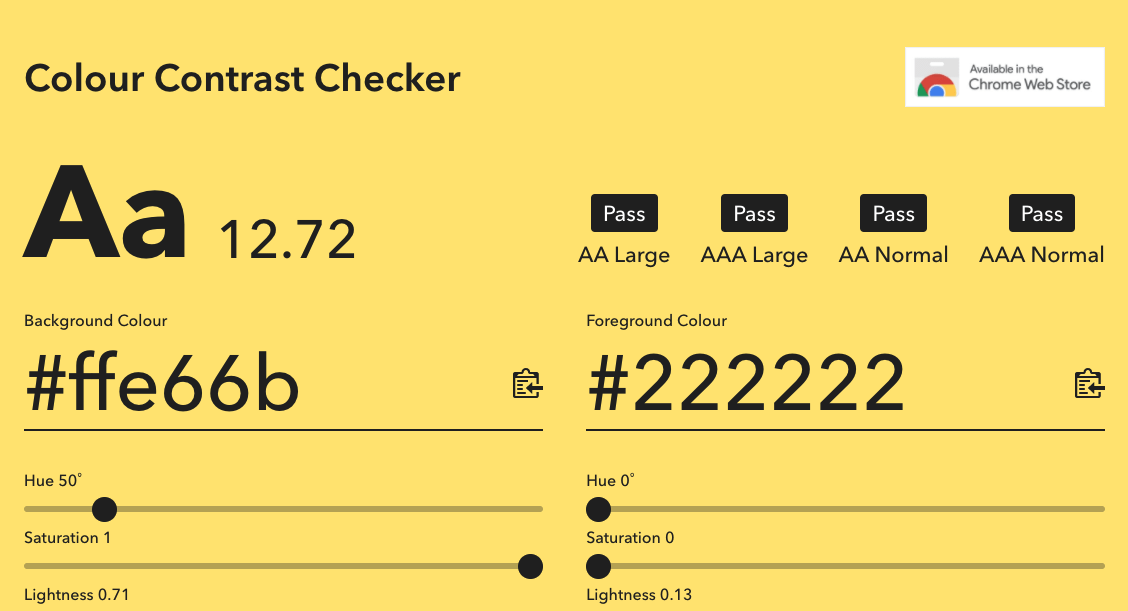 Colour Contrast Checker
Available in the
Chrome Web Store
Aa 12.72
Pass Pass Pass Pass
AA Large AAA Large AA Normal AAA Normal
Background Colour
#ffe66b
Foreground Colour
#222222
Hue 50°
Saturation 1
Lightness 0.71
Hue 0°
Saturation 0
Lightness 0.13